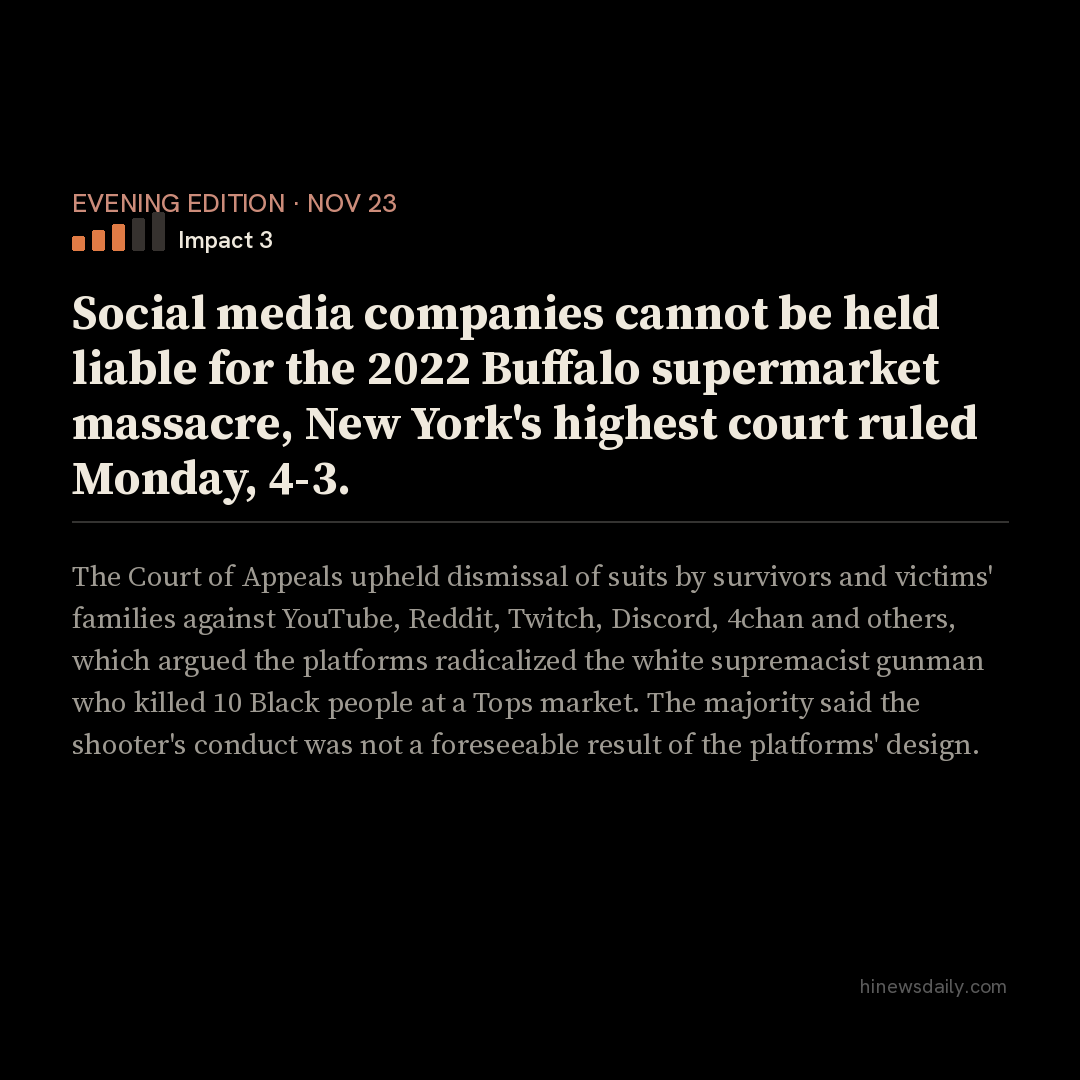 EVENING EDITION · NOV 23
Impact 3
Social media companies cannot be held
liable for the 2022 Buffalo supermarket
massacre, New York's highest court ruled
Monday, 4-3.
The Court of Appeals upheld dismissal of suits by survivors and victims'
families against YouTube, Reddit, Twitch, Discord, 4chan and others,
which argued the platforms radicalized the white supremacist gunman
who killed 10 Black people at a Tops market. The majority said the
shooter's conduct was not a foreseeable result of the platforms' design.
hinewsdaily.com